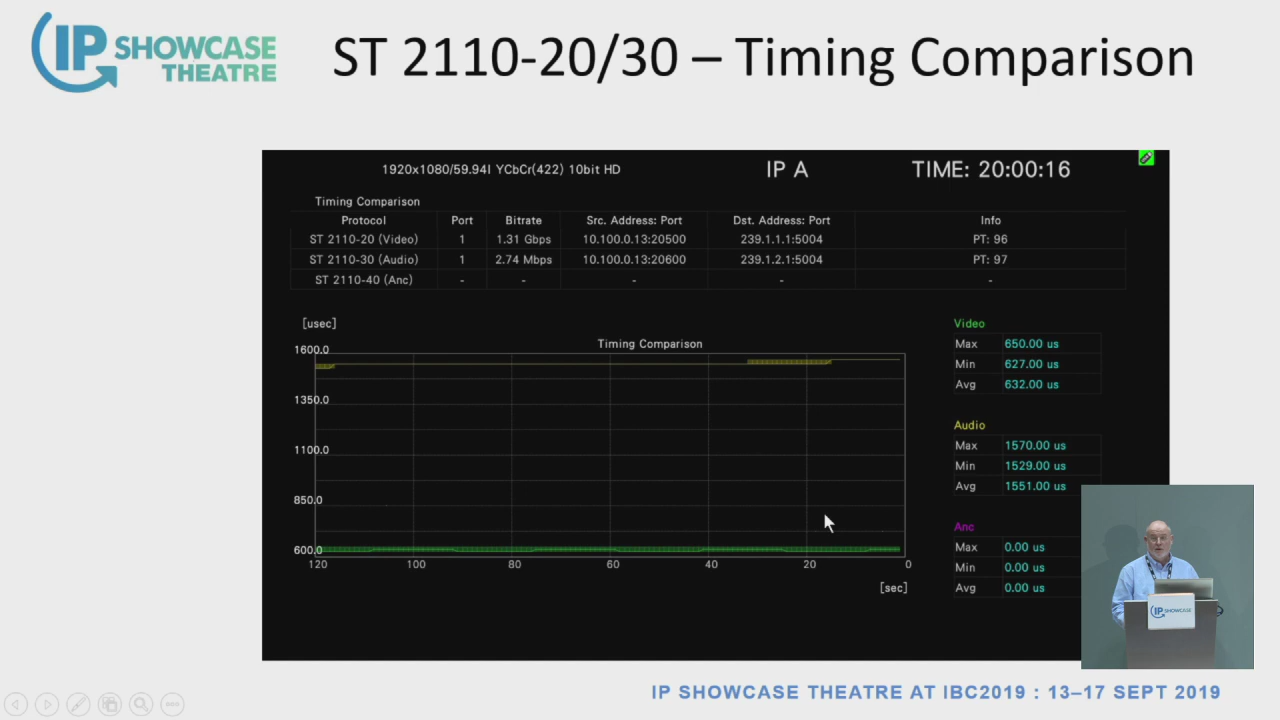 IP SHOWCASE
THEATRE
ST 2110-20/30 – Timing Comparison
1920x1080/59.94I YCbCr(422) 10bit HD
IP A
TIME: 20:00:16
Timing Comparison
Protocol Port Bitrate Src. Address: Port Dst. Address: Port Info
ST 2110-20 (Video) 1 1.31 Gbps 10.100.0.13:20500 239.1.1.1:5004 PT: 96
ST 2110-30 (Audio) 1 2.74 Mbps 10.100.0.13:20600 239.1.2.1:5004 PT: 97
ST 2110-40 (Anc) - - - - -
[usec]
Timing Comparison
1600.0
1350.0
1100.0
850.0
600.0
120 100 80 60 40 20 0
[sec]
Video
Max 650.00 us
Min 627.00 us
Avg 632.00 us
Audio
Max 1570.00 us
Min 1529.00 us
Avg 1551.00 us
Anc
Max 0.00 us
Min 0.00 us
Avg 0.00 us
IP SHOWCASE
IP SHOWCASE THEATRE AT IBC2019 : 13–17 SEPT 2019